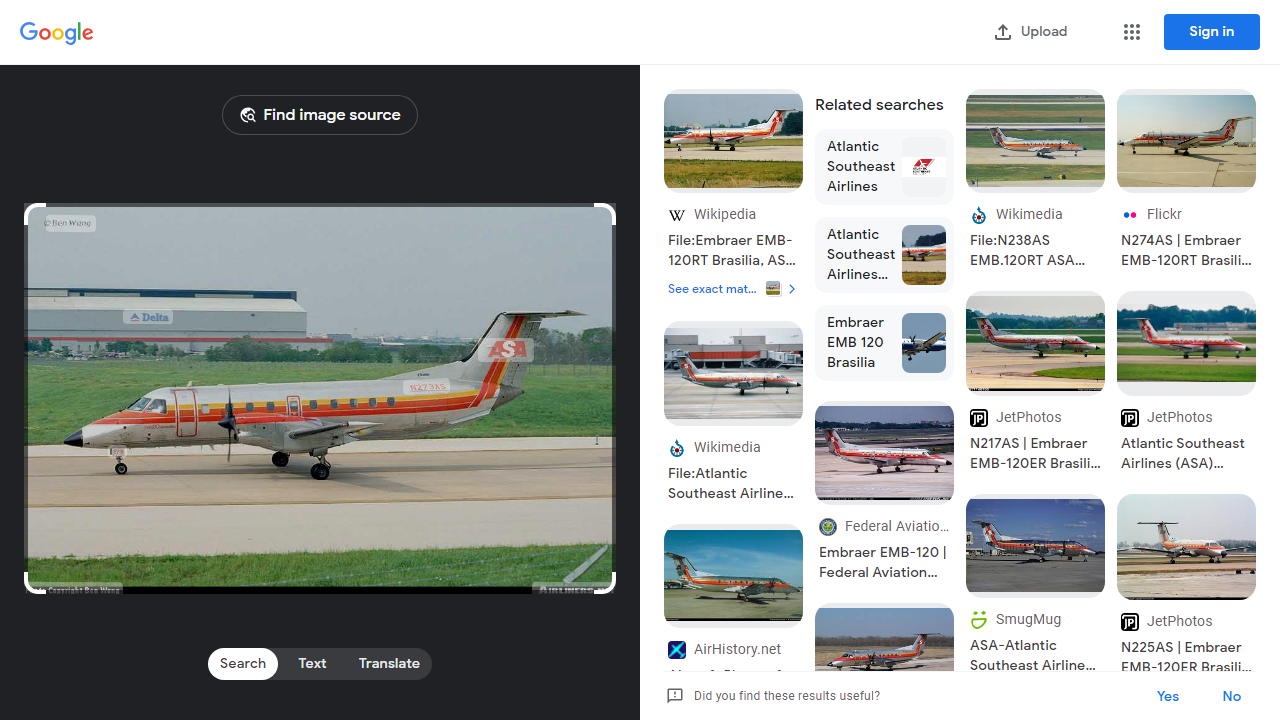 Google
Upload
Sign in
Find image source
© Ben Wang
Delta
ASA
N273AS
Copyright Ben Wang
AIRLINERS
Search
Text
Translate
Wikipedia
File:Embraer EMB-
120RT Brasilia, AS...
See exact mat...
Wikimedia
File:Atlantic
Southeast Airline...
AirHistory.net
Related searches
Atlantic
Southeast
Airlines
Atlantic
Southeast
Airlines...
Embraer
EMB 120
Brasilia
Federal Aviatio...
Embraer EMB-120 |
Federal Aviation...
Wikimedia
File:N238AS
EMB.120RT ASA...
JetPhotos
N217AS | Embraer
EMB-120ER Brasili...
SmugMug
ASA-Atlantic
Southeast Airline...
Flickr
N274AS | Embraer
EMB-120RT Brasili...
JetPhotos
Atlantic Southeast
Airlines (ASA)...
JetPhotos
N225AS | Embraer
EMB-120ER Brasili...
Did you find these results useful?
Yes
No